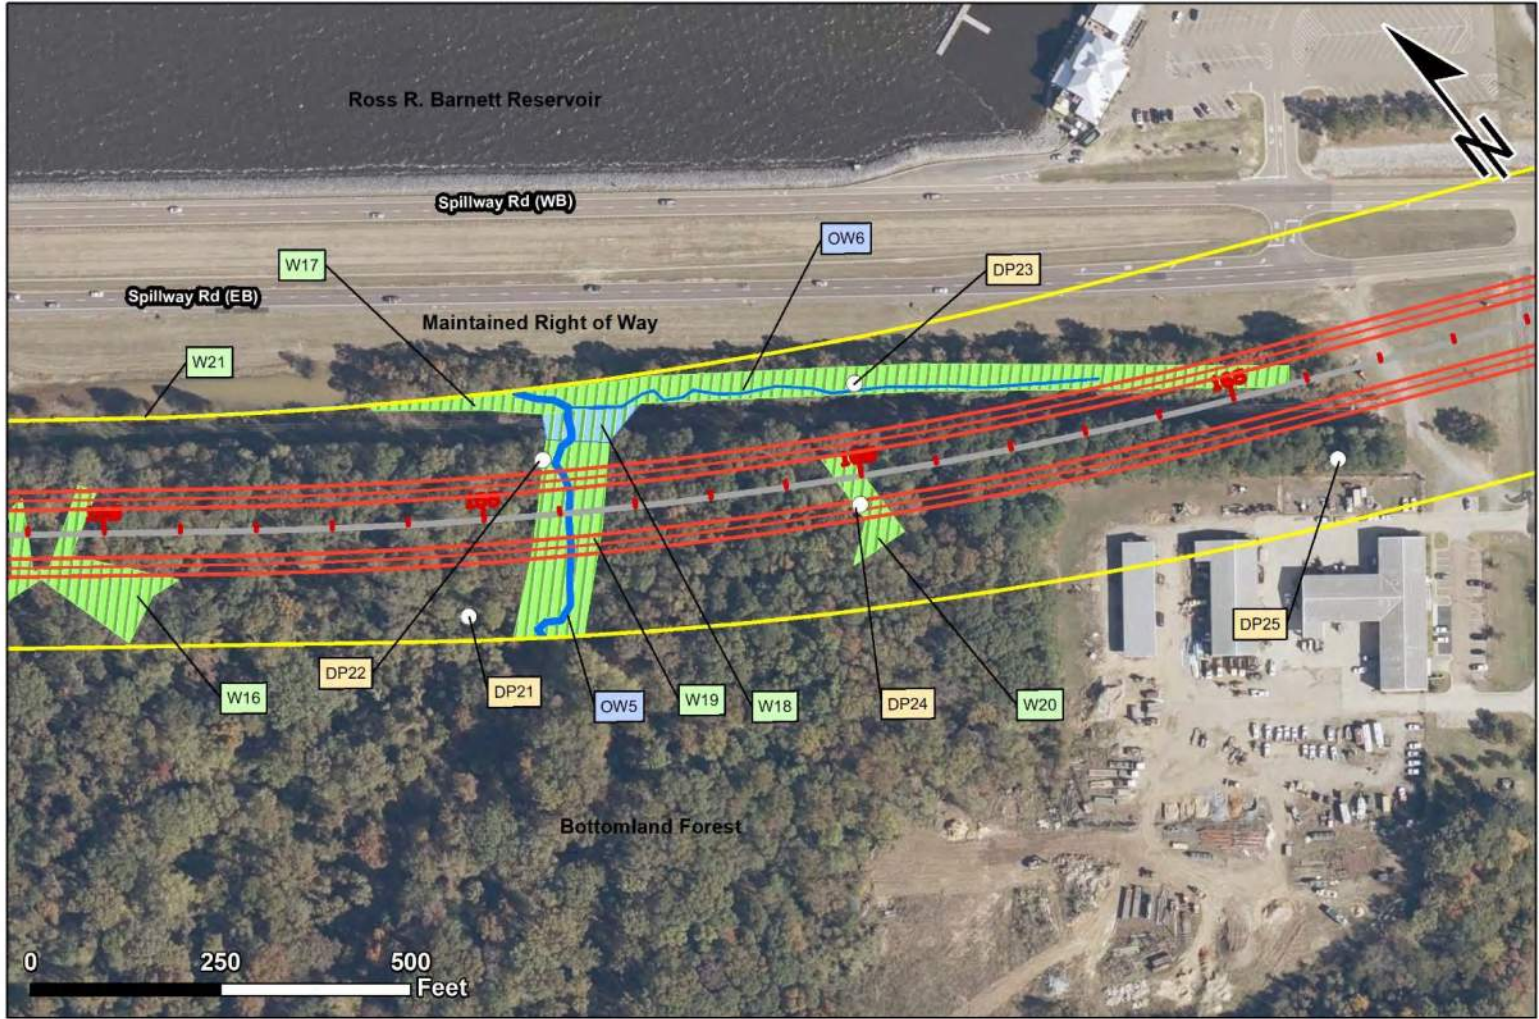 Ross R. Barnett Reservoir
Spillway Rd (WB)
OW6
W17
DP23
Spillway Rd (EB)
Maintained Right of Way
W21
DP22
DP21
W16
OW5
W19
W18
DP24
W20
DP25
Bottomland Forest
0 250 500
Feet
N